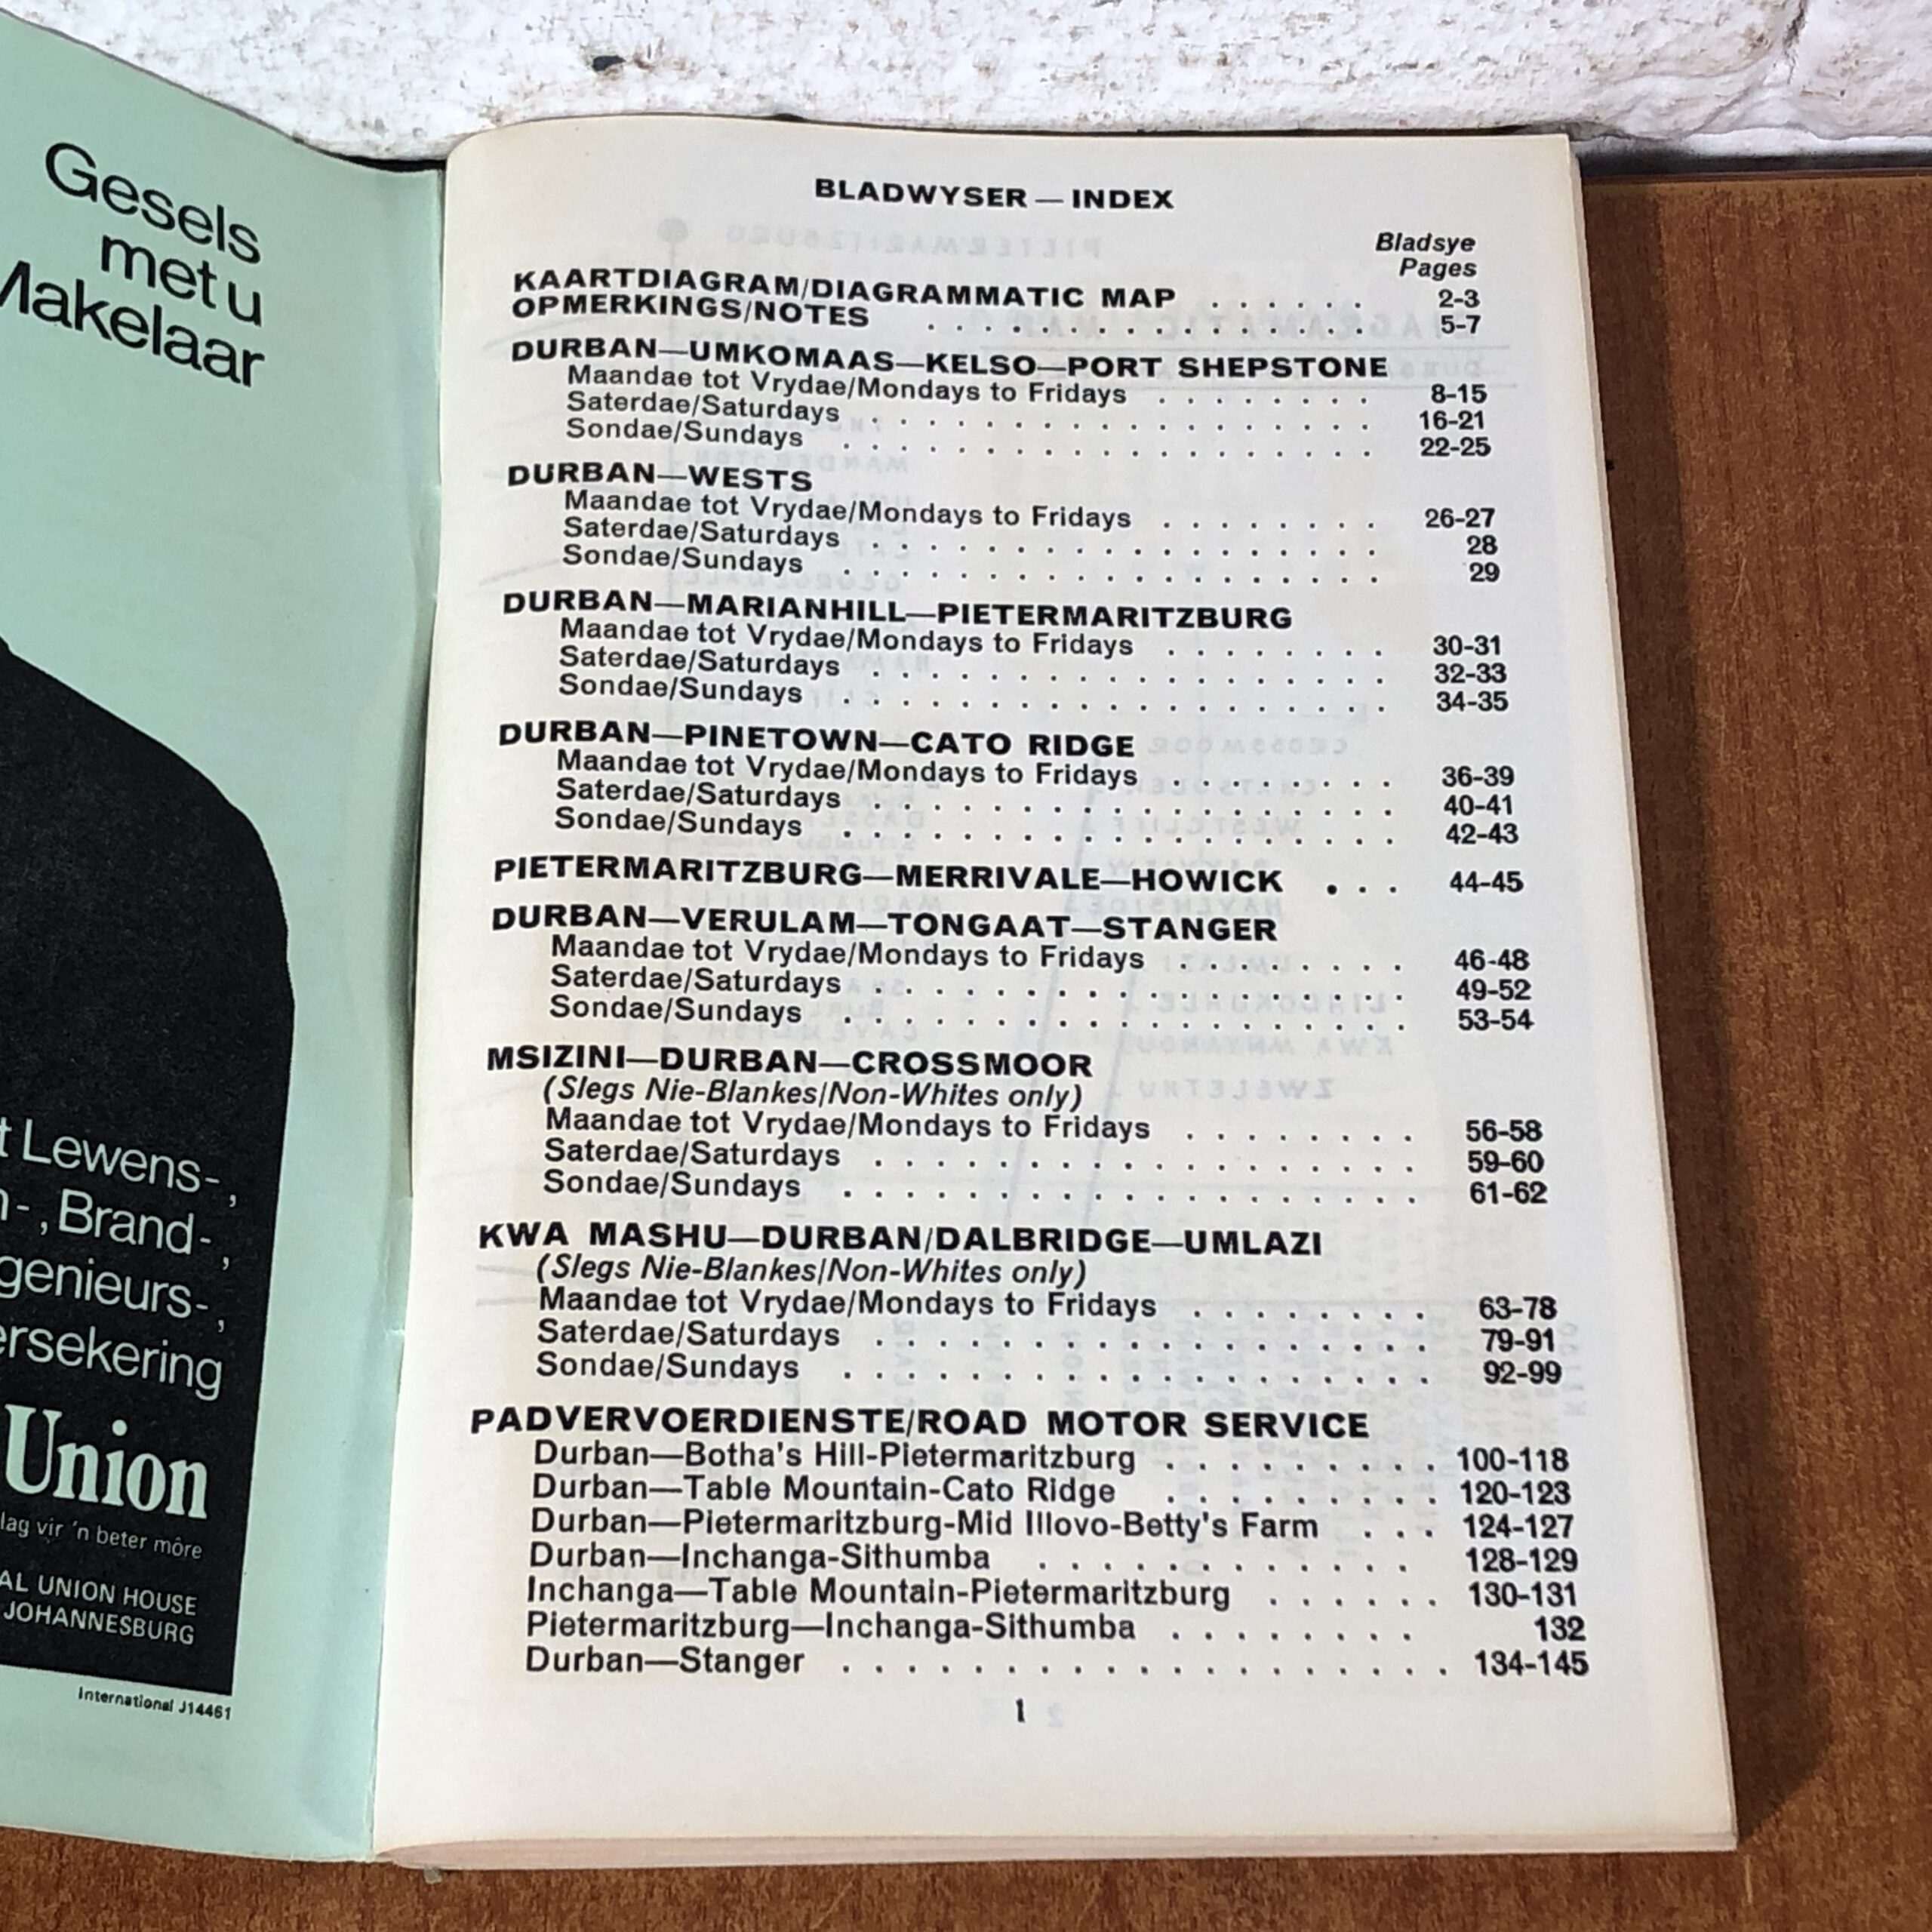 Gesels
met u
Makelaar
t Lewens-,
-, Brand-,
genieurs-,
ersekering
Union
lag vir 'n beter môre
AL UNION HOUSE
JOHANNESBURG
International J14461
BLADWYSER — INDEX
Bladsye
Pages
KAARTDIAGRAM/DIAGRAMMATIC MAP . . . . . . 2-3
OPMERKINGS/NOTES . . . . . . . . . . . . . . . 5-7
DURBAN—UMKOMAAS—KELSO—PORT SHEPSTONE
Maandae tot Vrydae/Mondays to Fridays . . . . . . . . 8-15
Saterdae/Saturdays . . . . . . . . . . . . . . . . . . 16-21
Sondae/Sundays . . . . . . . . . . . . . . . . . . . 22-25
DURBAN—WESTS
Maandae tot Vrydae/Mondays to Fridays . . . . . . . . 26-27
Saterdae/Saturdays . . . . . . . . . . . . . . . . . . 28
Sondae/Sundays . . . . . . . . . . . . . . . . . . . 29
DURBAN—MARIANHILL—PIETERMARITZBURG
Maandae tot Vrydae/Mondays to Fridays . . . . . . . . 30-31
Saterdae/Saturdays . . . . . . . . . . . . . . . . . . 32-33
Sondae/Sundays . . . . . . . . . . . . . . . . . . . 34-35
DURBAN—PINETOWN—CATO RIDGE
Maandae tot Vrydae/Mondays to Fridays . . . . . . . . 36-39
Saterdae/Saturdays . . . . . . . . . . . . . . . . . . 40-41
Sondae/Sundays . . . . . . . . . . . . . . . . . . . 42-43
PIETERMARITZBURG—MERRIVALE—HOWICK . . . 44-45
DURBAN—VERULAM—TONGAAT—STANGER
Maandae tot Vrydae/Mondays to Fridays . . . . . . . . 46-48
Saterdae/Saturdays . . . . . . . . . . . . . . . . . . 49-52
Sondae/Sundays . . . . . . . . . . . . . . . . . . . 53-54
MSIZINI—DURBAN—CROSSMOOR
(Slegs Nie-Blankes/Non-Whites only)
Maandae tot Vrydae/Mondays to Fridays . . . . . . . . 56-58
Saterdae/Saturdays . . . . . . . . . . . . . . . . . . 59-60
Sondae/Sundays . . . . . . . . . . . . . . . . . . . 61-62
KWA MASHU—DURBAN/DALBRIDGE—UMLAZI
(Slegs Nie-Blankes/Non-Whites only)
Maandae tot Vrydae/Mondays to Fridays . . . . . . . . 63-78
Saterdae/Saturdays . . . . . . . . . . . . . . . . . . 79-91
Sondae/Sundays . . . . . . . . . . . . . . . . . . . 92-99
PADVERVOERDIENSTE/ROAD MOTOR SERVICE
Durban—Botha's Hill-Pietermaritzburg . . . . . . . . . 100-118
Durban—Table Mountain-Cato Ridge . . . . . . . . . 120-123
Durban—Pietermaritzburg-Mid Illovo-Betty's Farm . . . 124-127
Durban—Inchanga-Sithumba . . . . . . . . . . . . 128-129
Inchanga—Table Mountain-Pietermaritzburg . . . . . . 130-131
Pietermaritzburg—Inchanga-Sithumba . . . . . . . . 132
Durban—Stanger . . . . . . . . . . . . . . . . . . . 134-145
1